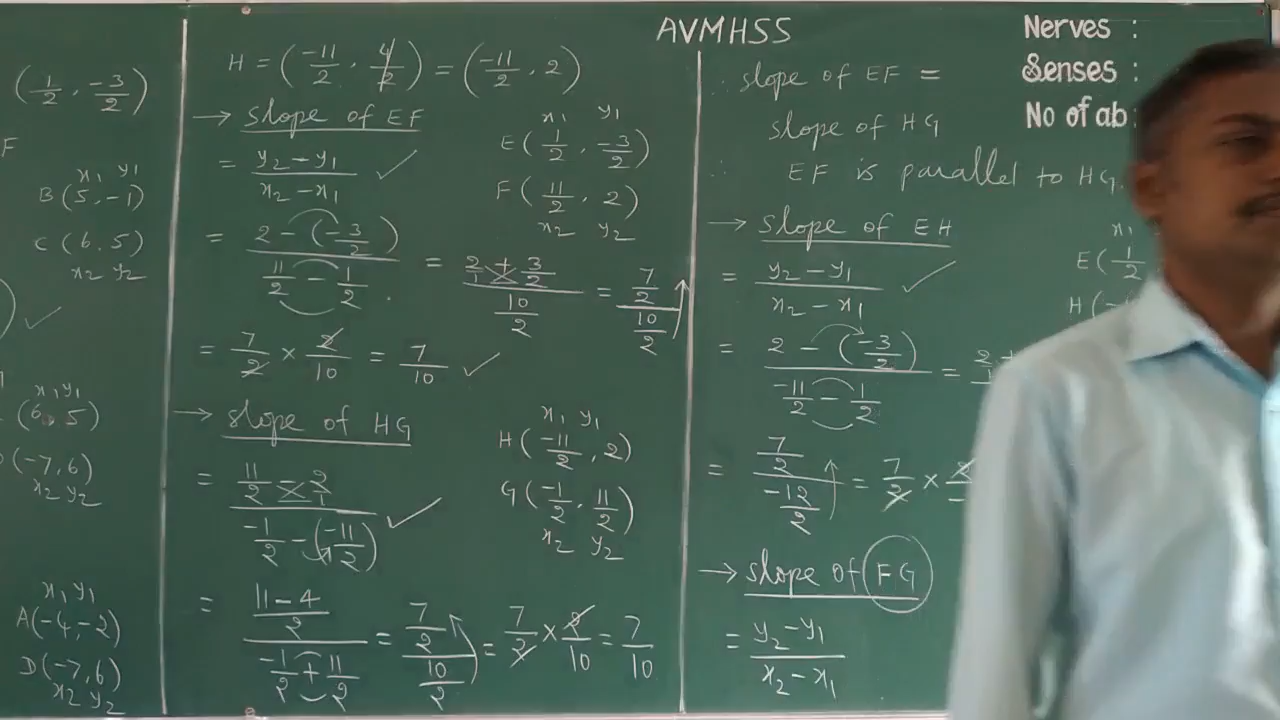 (1/2, -3/2)
F
x₁ y₁
B(5, -1)
C(6, 5)
x₂ y₂
x₁ y₁
(6, 5)
(-7, 6)
x₂ y₂
x₁ y₁
A(-4, -2)
D(-7, 6)
x₂ y₂
H = (-11/2, 4/2) = (-11/2, 2)
→ slope of EF
x₁ y₁
E(1/2, -3/2)
F(11/2, 2)
x₂ y₂
= (y₂ - y₁)/(x₂ - x₁) ✓
= (2 - (-3/2))/(11/2 - 1/2) = (2/1 + 3/2)/(10/2) = (7/2)/(10/2)
= 7/2 × 2/10 = 7/10 ✓
→ slope of HG
x₁ y₁
H(-11/2, 2)
G(-1/2, 11/2)
x₂ y₂
= (11/2 - 2/1)/(-1/2 - (-11/2)) ✓
= ((11 - 4)/2)/(-1/2 + 11/2) = (7/2)/(10/2) = 7/2 × 2/10 = 7/10
AVMHSS
∴ slope of EF =
slope of HG
∴ EF is parallel to HG.
→ slope of EH
x₁
E(1/2
H(-
= (y₂ - y₁)/(x₂ - x₁) ✓
= (2 - (-3/2))/(-11/2 - 1/2) = 2/1 +
= (7/2)/(-12/2) = 7/2 × 2/-
→ slope of FG
= (y₂ - y₁)/(x₂ - x₁)
Nerves :
Senses :
No of ab: